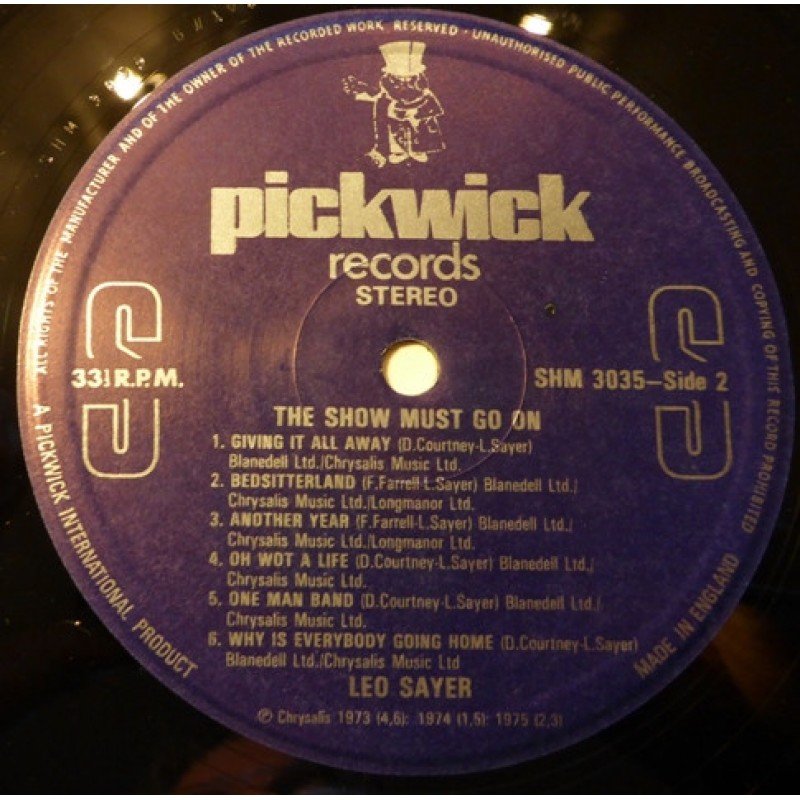 ALL RIGHTS OF THE MANUFACTURER AND OF THE OWNER OF THE RECORDED WORK RESERVED - UNAUTHORISED PUBLIC PERFORMANCE BROADCASTING AND COPYING OF THIS RECORD PROHIBITED
pickwick
records
STEREO
33⅓ R.P.M.
SHM 3035–Side 2
THE SHOW MUST GO ON
1. GIVING IT ALL AWAY (D.Courtney-L.Sayer)
Blanedell Ltd./Chrysalis Music Ltd.
2. BEDSITTERLAND (F.Farrell-L.Sayer) Blanedell Ltd./
Chrysalis Music Ltd./Longmanor Ltd.
3. ANOTHER YEAR (F.Farrell-L.Sayer) Blanedell Ltd./
Chrysalis Music Ltd./Longmanor Ltd.
4. OH WOT A LIFE (D.Courtney-L.Sayer) Blanedell Ltd./
Chrysalis Music Ltd.
5. ONE MAN BAND (D.Courtney-L.Sayer) Blanedell Ltd./
Chrysalis Music Ltd.
6. WHY IS EVERYBODY GOING HOME (D.Courtney-L.Sayer)
Blanedell Ltd./Chrysalis Music Ltd
LEO SAYER
℗ Chrysalis 1973 (4,6): 1974 (1,5): 1975 (2,3)
A PICKWICK INTERNATIONAL PRODUCT
MADE IN ENGLAND